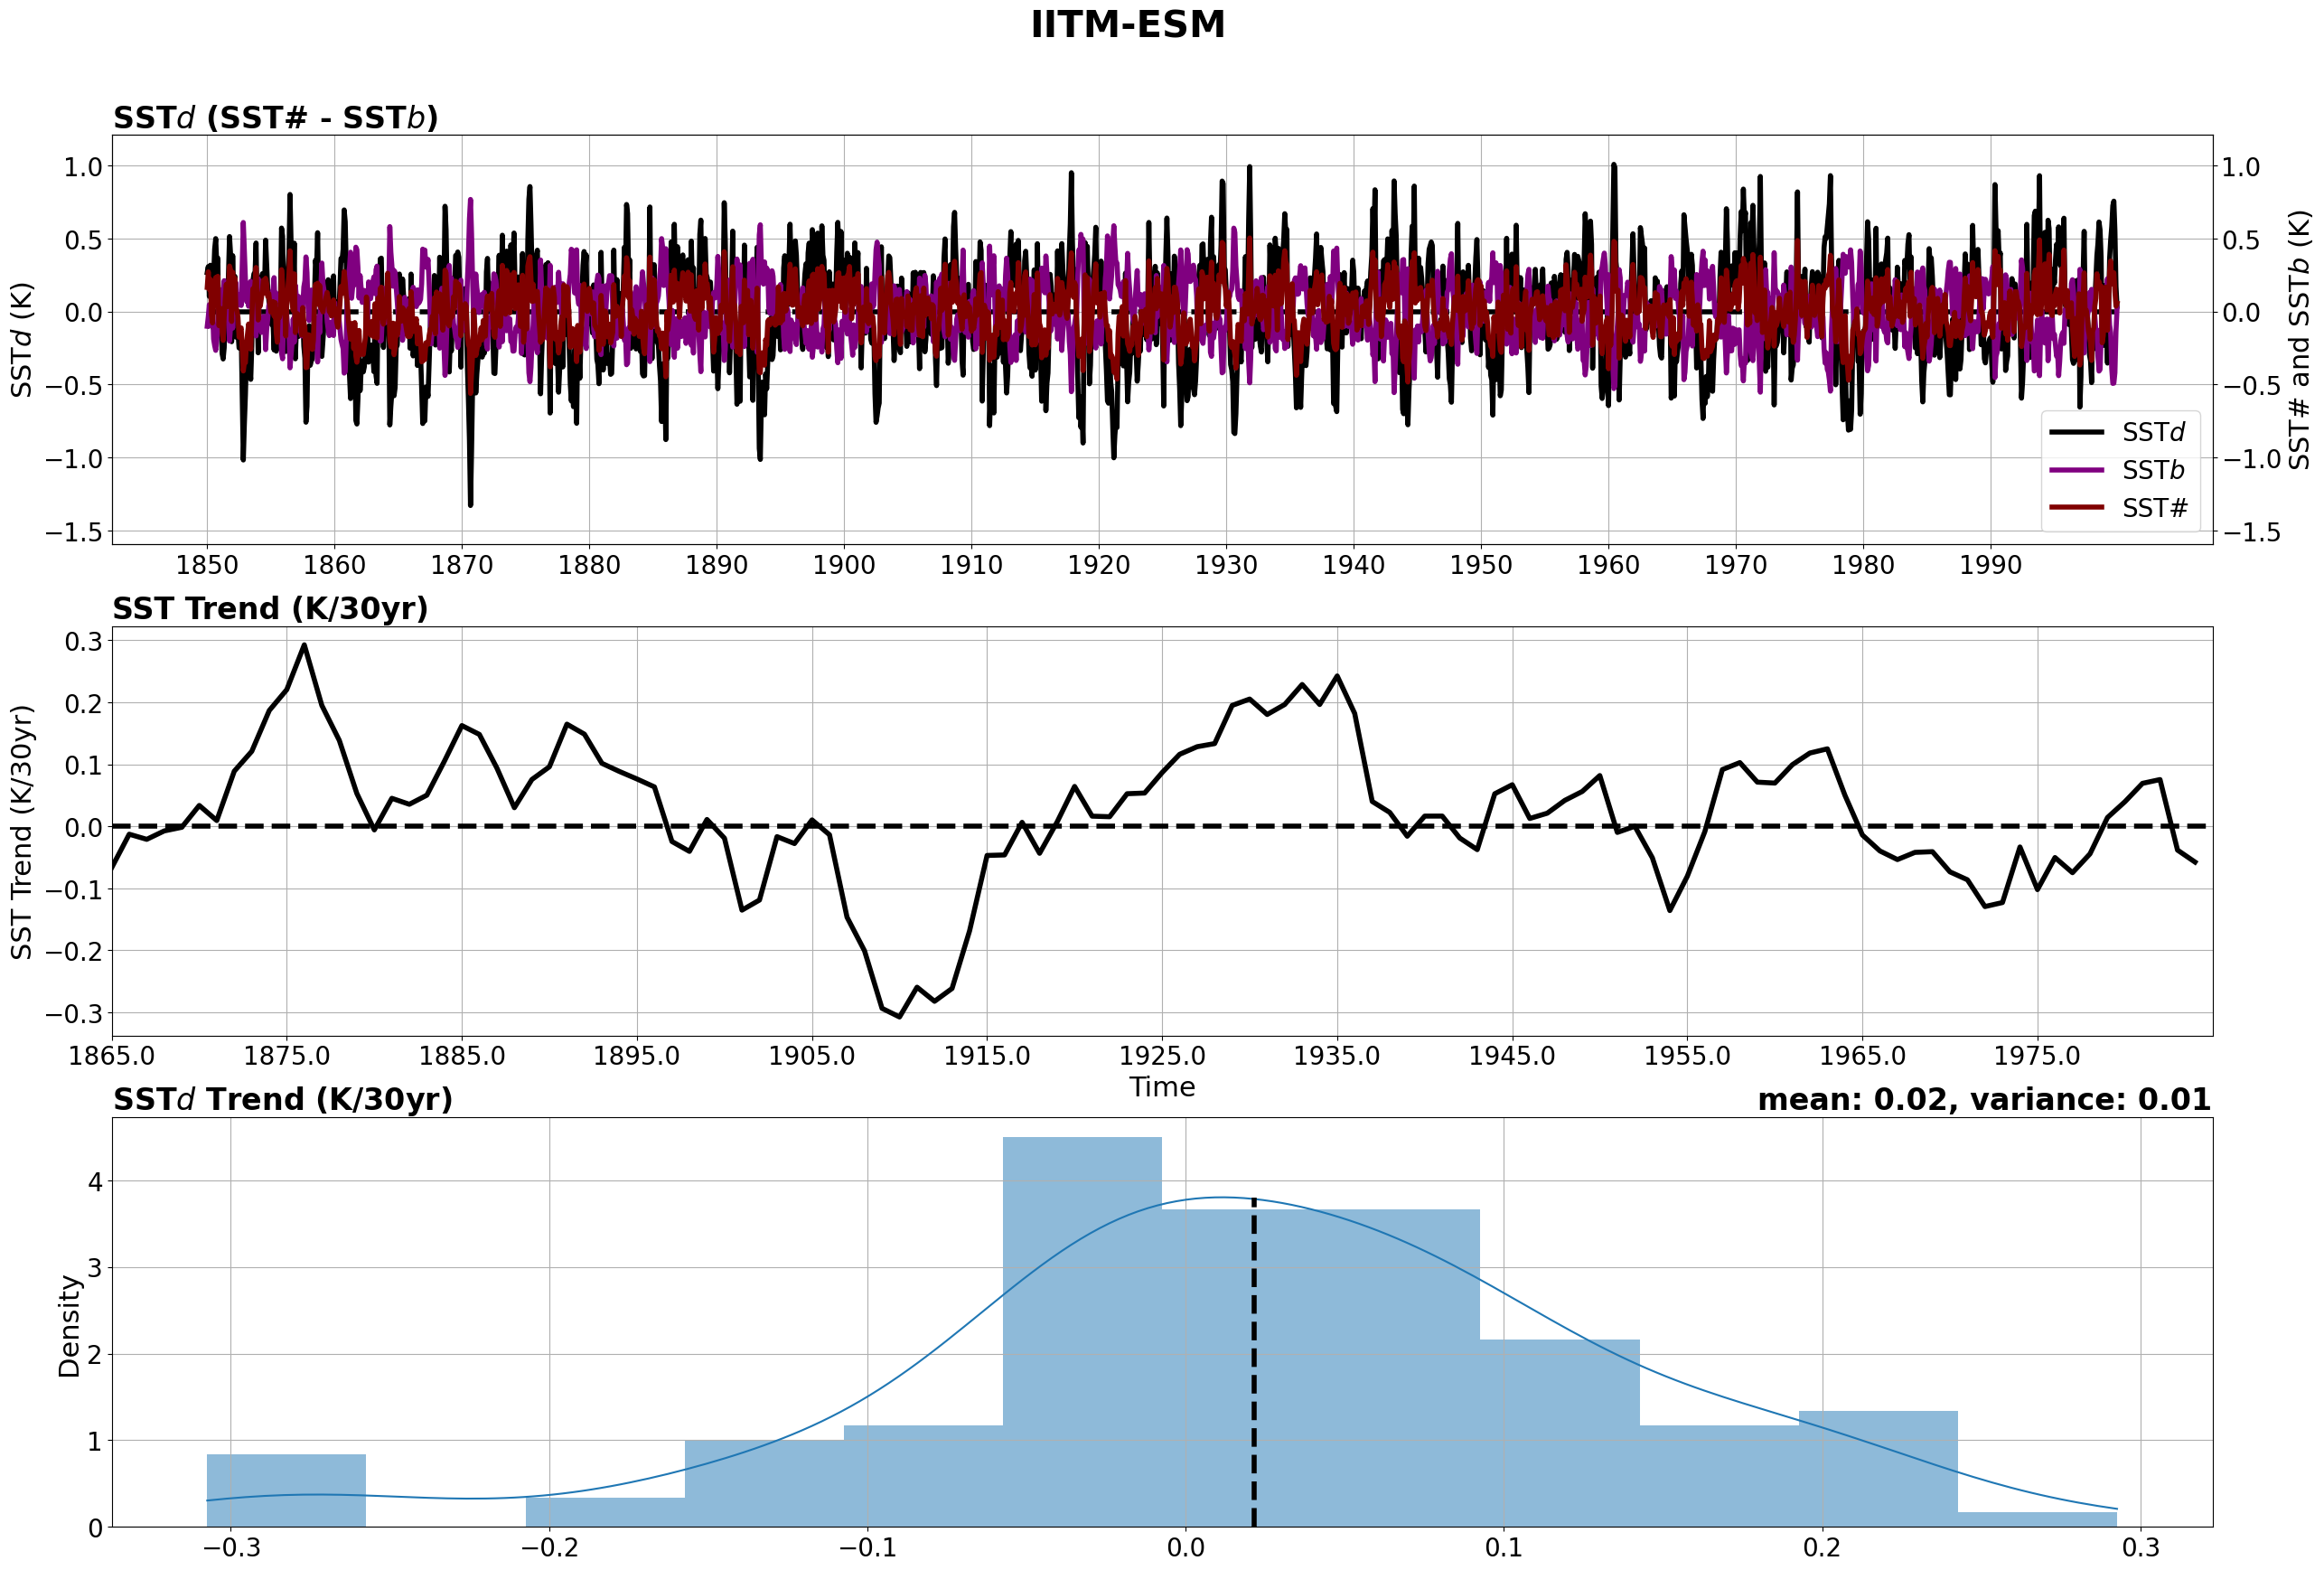 IITM-ESM
SSTd (SST# - SSTb)
1.0
0.5
0.0
−0.5
−1.0
−1.5
SSTd (K)
1.0
0.5
0.0
−0.5
−1.0
−1.5
SST# and SSTb (K)
SSTd
SSTb
SST#
1850 1860 1870 1880 1890 1900 1910 1920 1930 1940 1950 1960 1970 1980 1990
SST Trend (K/30yr)
0.3
0.2
0.1
0.0
−0.1
−0.2
−0.3
SST Trend (K/30yr)
1865.0 1875.0 1885.0 1895.0 1905.0 1915.0 1925.0 1935.0 1945.0 1955.0 1965.0 1975.0
Time
SSTd Trend (K/30yr)
mean: 0.02, variance: 0.01
4
3
2
1
0
Density
−0.3 −0.2 −0.1 0.0 0.1 0.2 0.3